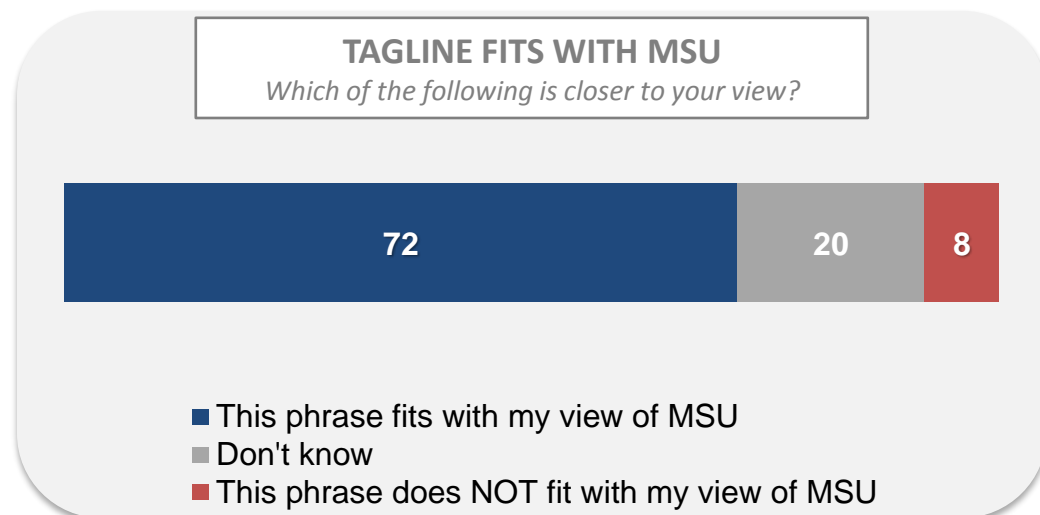 TAGLINE FITS WITH MSU
Which of the following is closer to your view?
72 20 8
This phrase fits with my view of MSU
Don't know
This phrase does NOT fit with my view of MSU